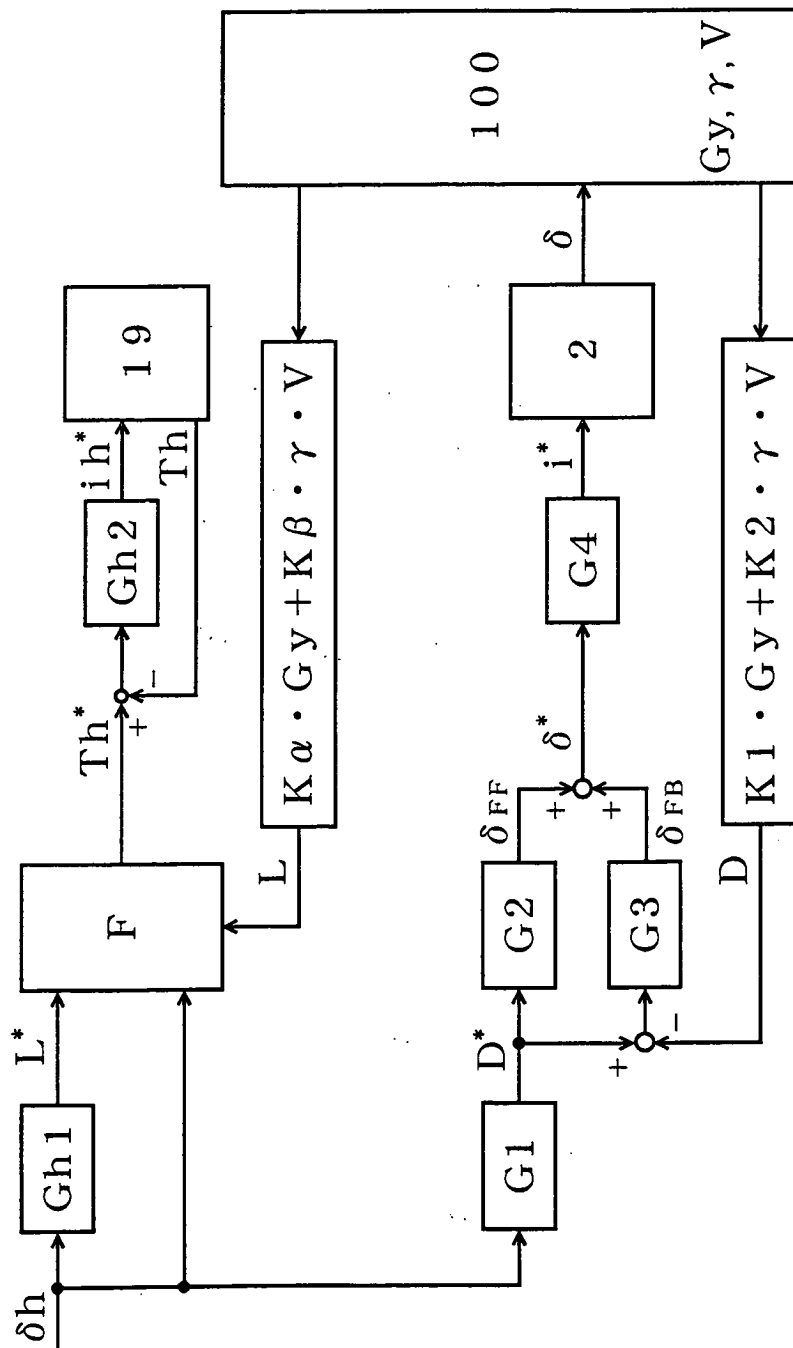 δh
Gh1
L*
F
Th*
+
−
Gh2
ih*
Th
19
L
Kα・Gy+Kβ・γ・V
100
Gy, γ, V
G1
D*
G2
δFF
+
+
δ*
G4
i*
2
δ
+
−
G3
δFB
D
K1・Gy+K2・γ・V